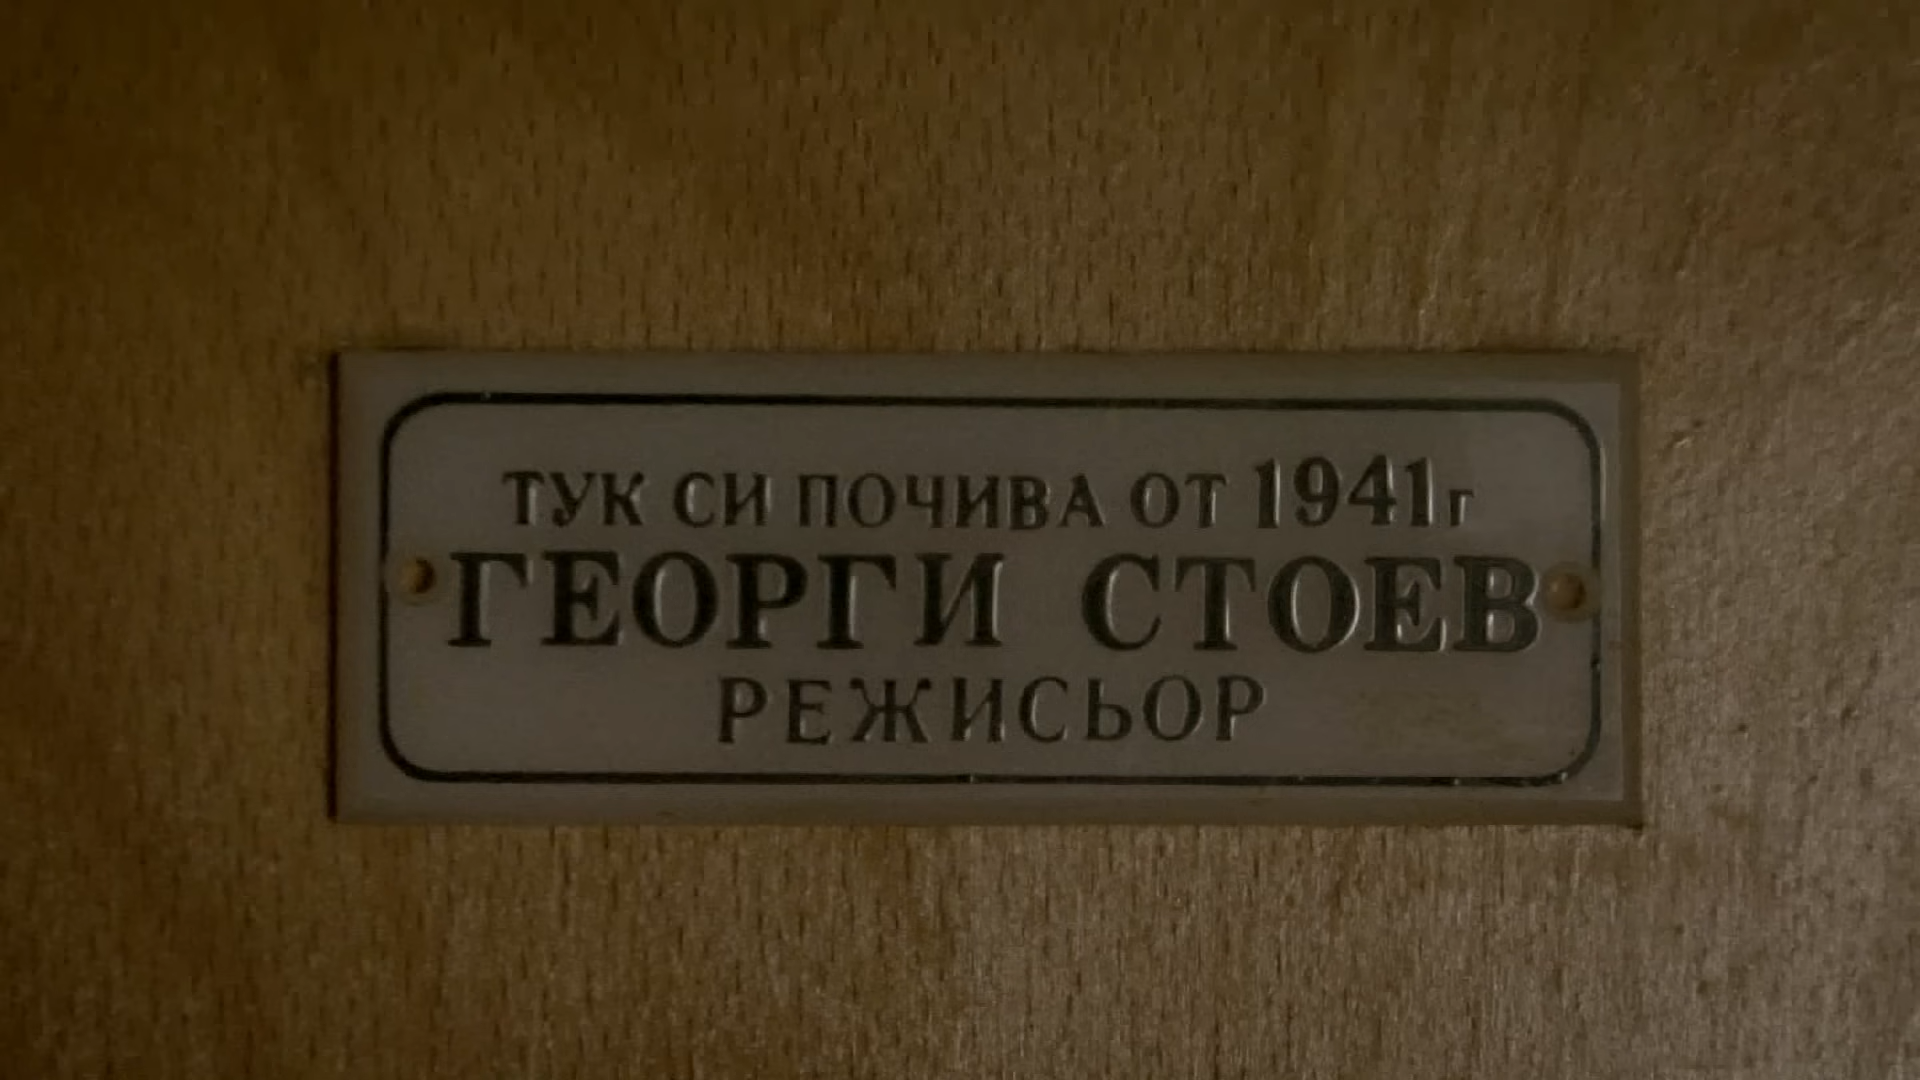 ТУК СИ ПОЧИВА ОТ 1941г
ГЕОРГИ СТОЕВ
РЕЖИСЬОР